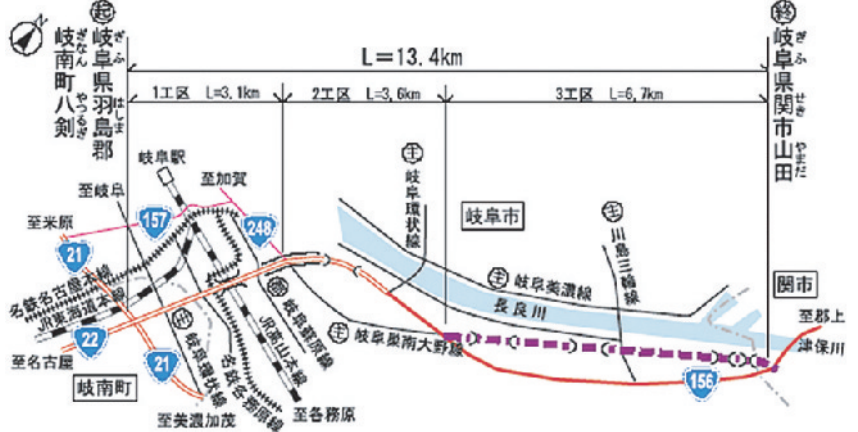 起
岐阜県羽島郡
ぎふ はしま
岐南町八剣
ぎなん やつるぎ
終
岐阜県関市山田
ぎふ せき やまだ
L=13.4km
1工区 L=3.1km
2工区 L=3.6km
3工区 L=6.7km
岐阜駅
至加賀
至岐阜
至米原
157
248
21
主
岐阜環状線
岐阜市
主
川島三輪線
主 岐阜美濃線
長良川
関市
至郡上
津保川
名鉄名古屋本線
JR東海道本線
22
至名古屋
岐南町
21
主
岐阜環状線
名鉄各務原線
JR高山本線
至美濃加茂
至各務原
主 岐阜巣南大野線
156